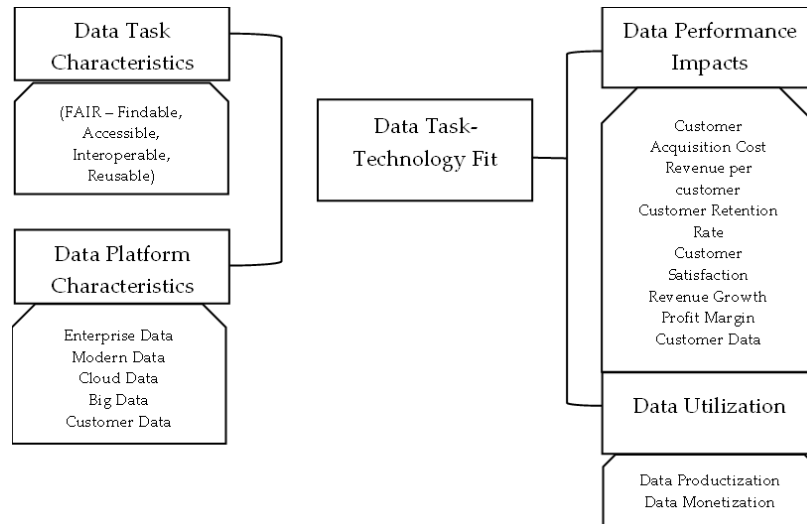 Data Task
Characteristics
(FAIR – Findable,
Accessible,
Interoperable,
Reusable)
Data Platform
Characteristics
Enterprise Data
Modern Data
Cloud Data
Big Data
Customer Data
Data Task-
Technology Fit
Data Performance
Impacts
Customer
Acquisition Cost
Revenue per
customer
Customer Retention
Rate
Customer
Satisfaction
Revenue Growth
Profit Margin
Customer Data
Data Utilization
Data Productization
Data Monetization